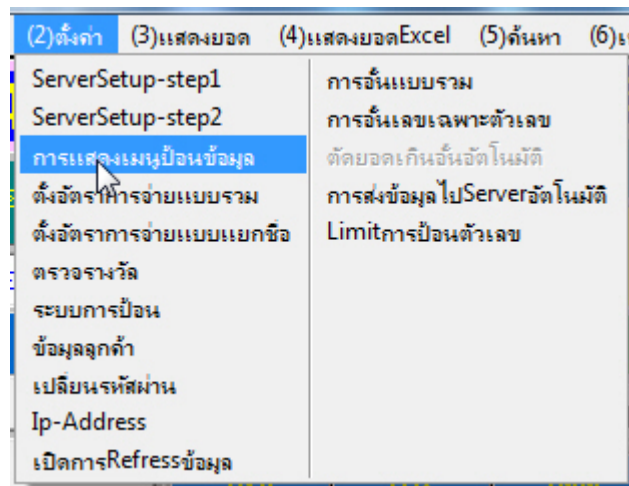 (2)ตั้งค่า (3)แสดงยอด (4)แสดงยอดExcel (5)ค้นหา
ServerSetup-step1
ServerSetup-step2
การแสดงเมนูป้อนข้อมูล
ตั้งอัตราการจ่ายแบบรวม
ตั้งอัตราการจ่ายแบบแยกชื่อ
ตรวจรางวัล
ระบบการป้อน
ข้อมูลลูกค้า
เปลี่ยนรหัสผ่าน
Ip-Address
เปิดการRefressข้อมูล
การอั้นแบบรวม
การอั้นเลขเฉพาะตัวเลข
ตัดยอดเกินอั้นอัตโนมัติ
การส่งข้อมูลไปServerอัตโนมัติ
Limitการป้อนตัวเลข